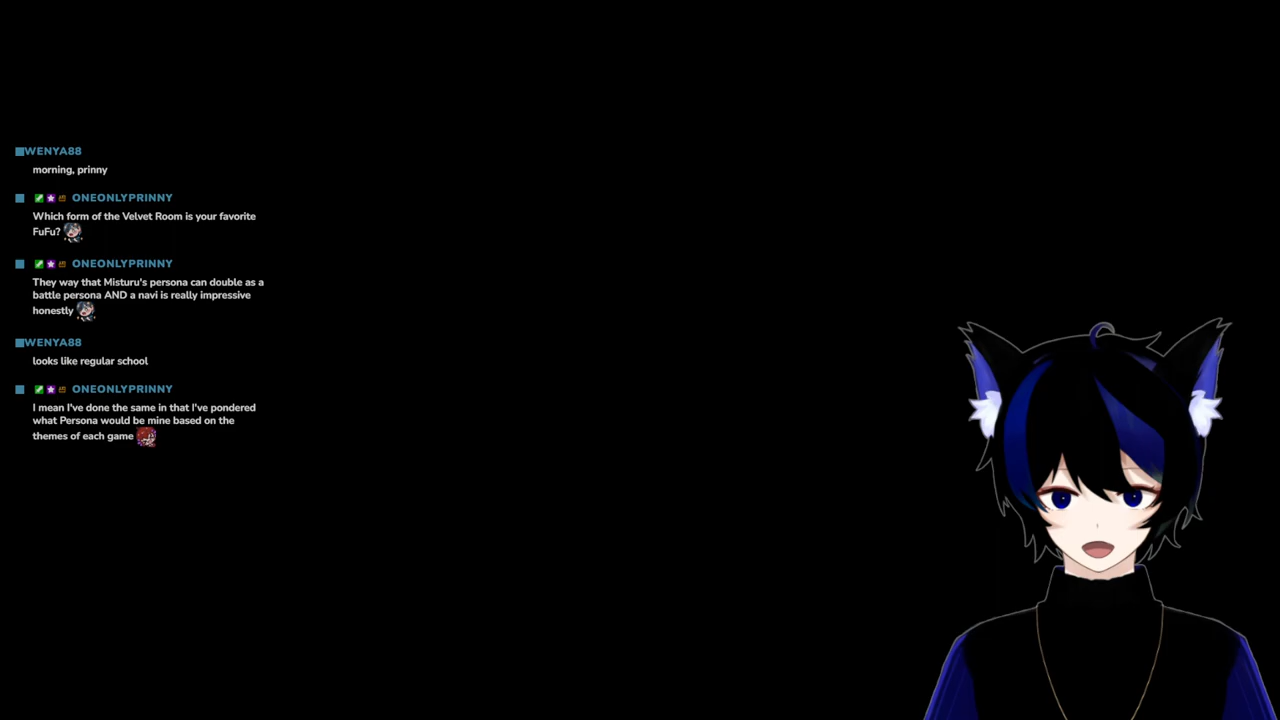 WENYA88
morning, prinny
ONEONLYPRINNY
Which form of the Velvet Room is your favorite
FuFu?
ONEONLYPRINNY
They way that Misturu's persona can double as a
battle persona AND a navi is really impressive
honestly
WENYA88
looks like regular school
ONEONLYPRINNY
I mean I've done the same in that I've pondered
what Persona would be mine based on the
themes of each game